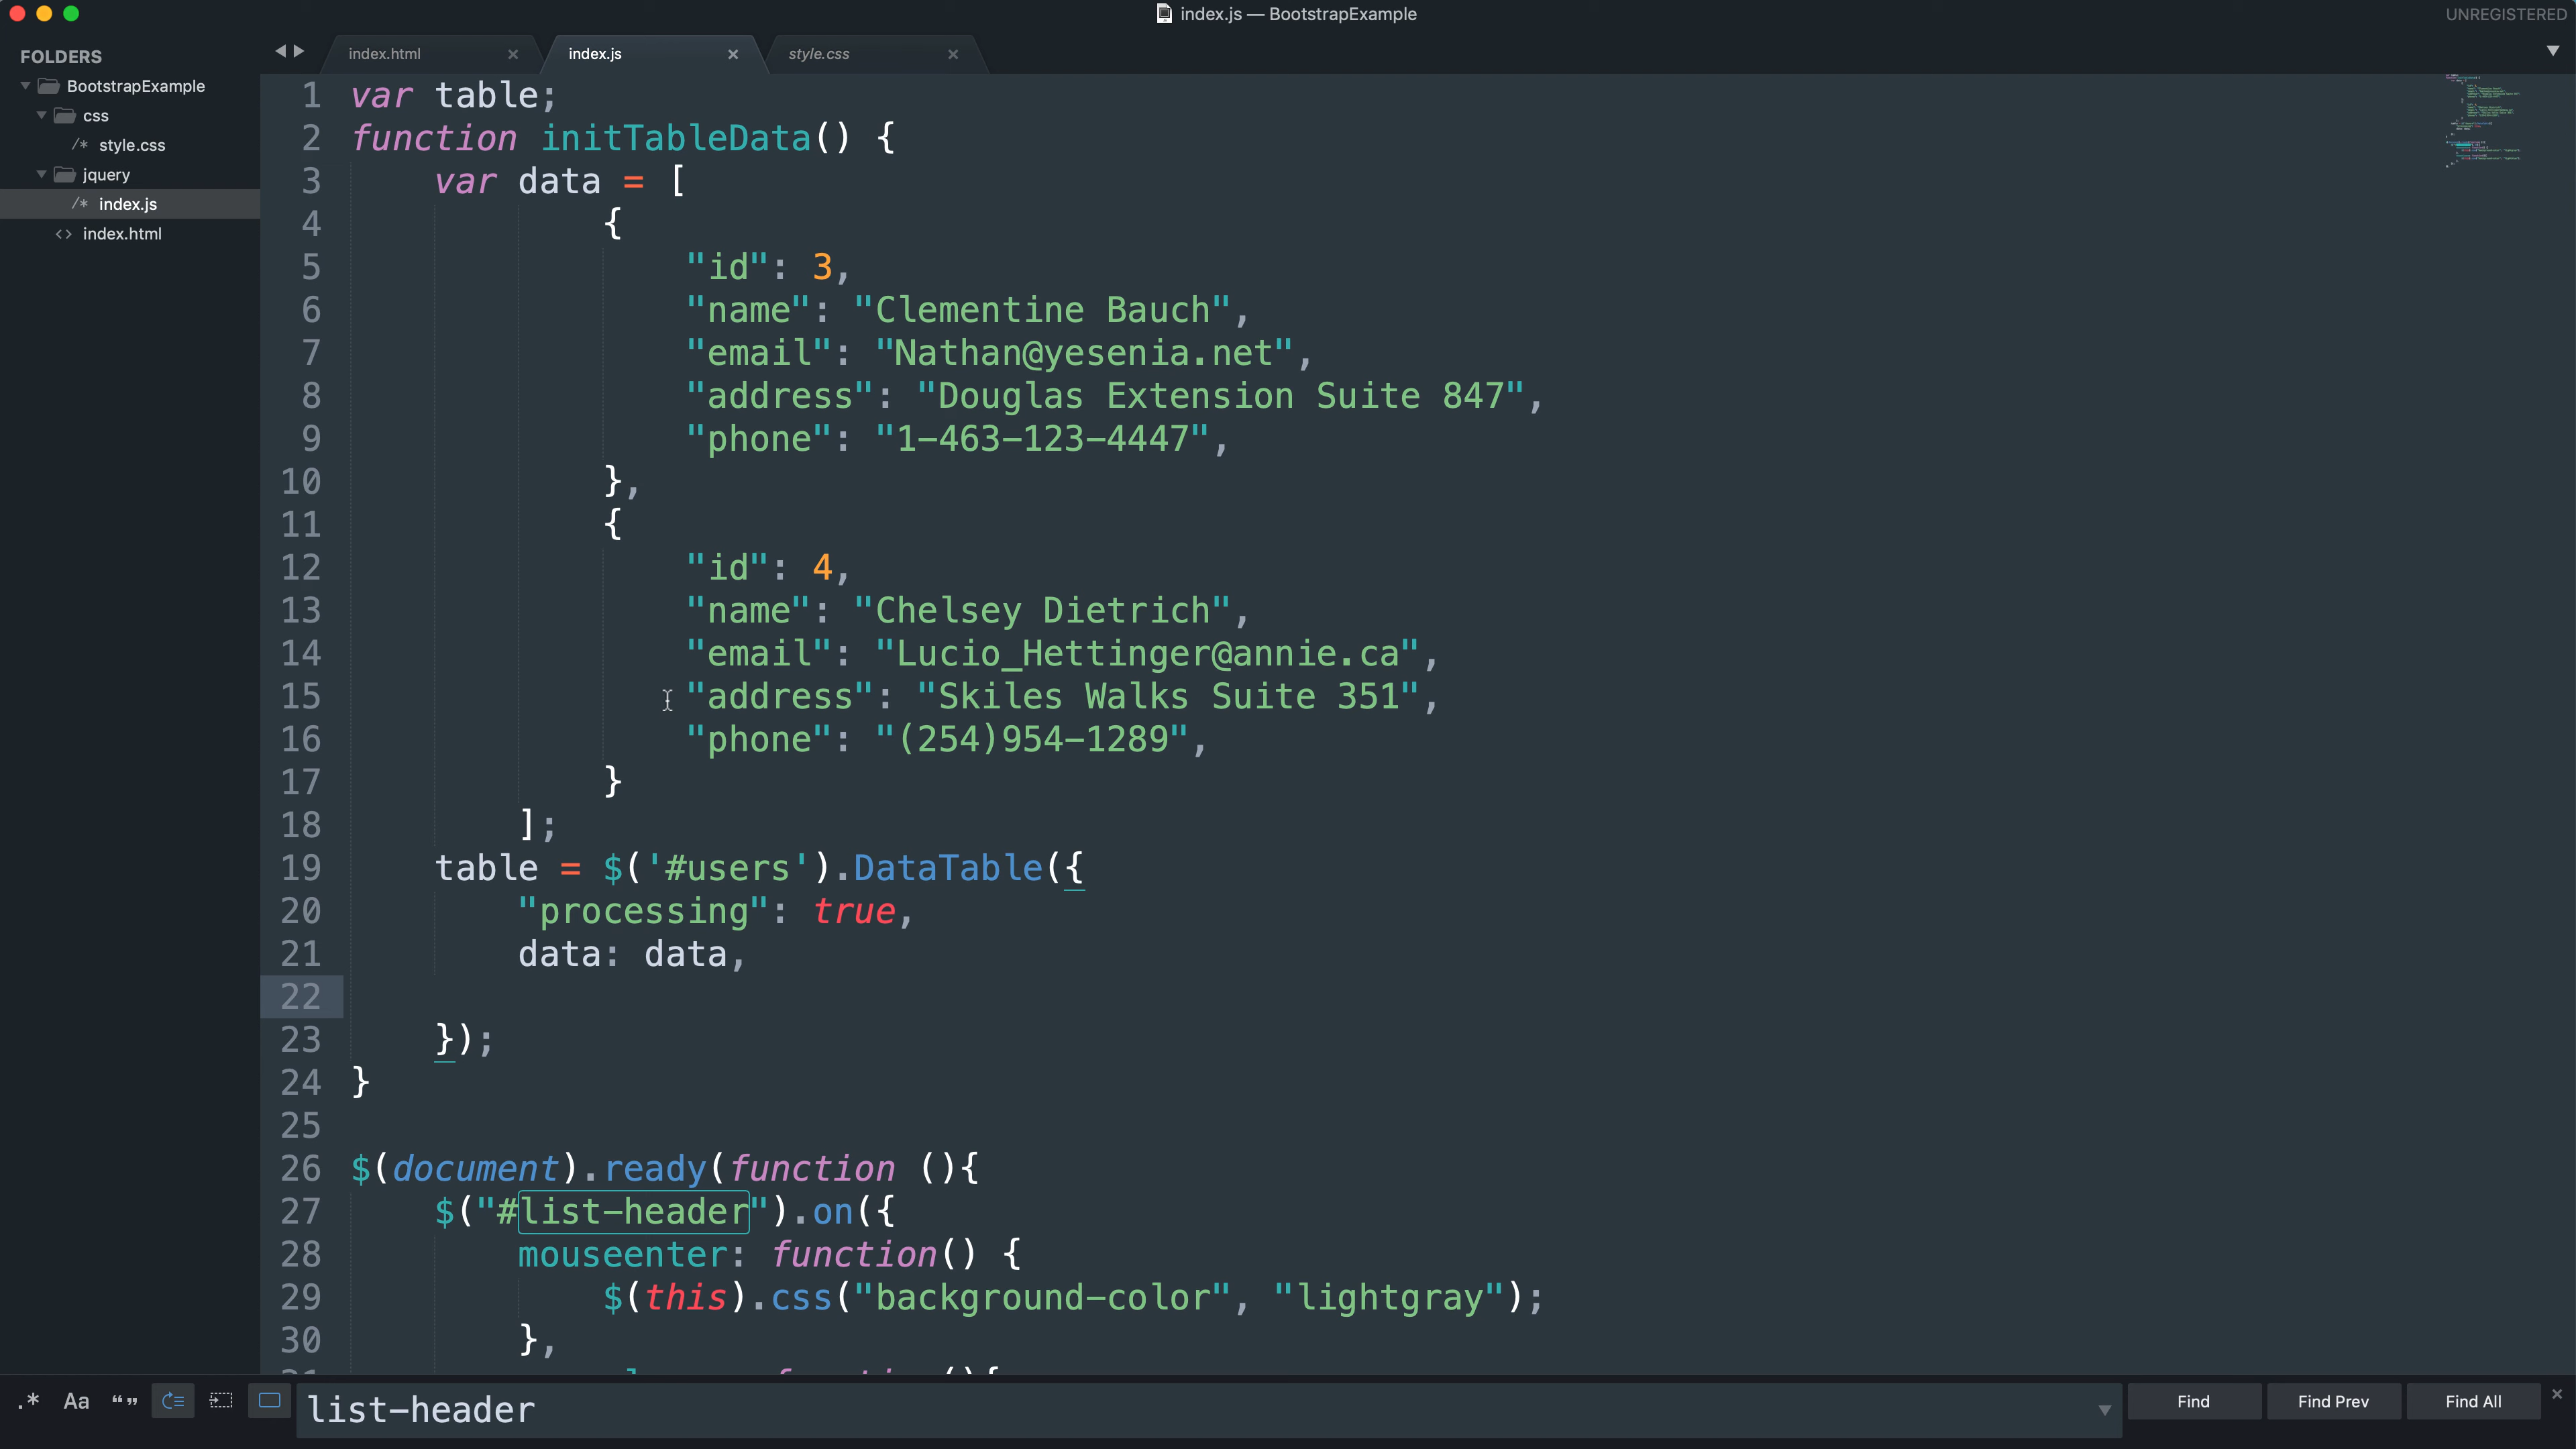 index.js — BootstrapExample
UNREGISTERED
FOLDERS
BootstrapExample
css
/* style.css
jquery
/* index.js
<> index.html
index.html ×
index.js ×
style.css ×
1 var table;
2 function initTableData() {
3 var data = [
4 {
5 "id": 3,
6 "name": "Clementine Bauch",
7 "email": "Nathan@yesenia.net",
8 "address": "Douglas Extension Suite 847",
9 "phone": "1-463-123-4447",
10 },
11 {
12 "id": 4,
13 "name": "Chelsey Dietrich",
14 "email": "Lucio_Hettinger@annie.ca",
15 "address": "Skiles Walks Suite 351",
16 "phone": "(254)954-1289",
17 }
18 ];
19 table = $('#users').DataTable({
20 "processing": true,
21 data: data,
22
23 });
24 }
25
26 $(document).ready(function (){
27 $("#list-header").on({
28 mouseenter: function() {
29 $(this).css("background-color", "lightgray");
30 },
.* Aa “” list-header Find Find Prev Find All ×